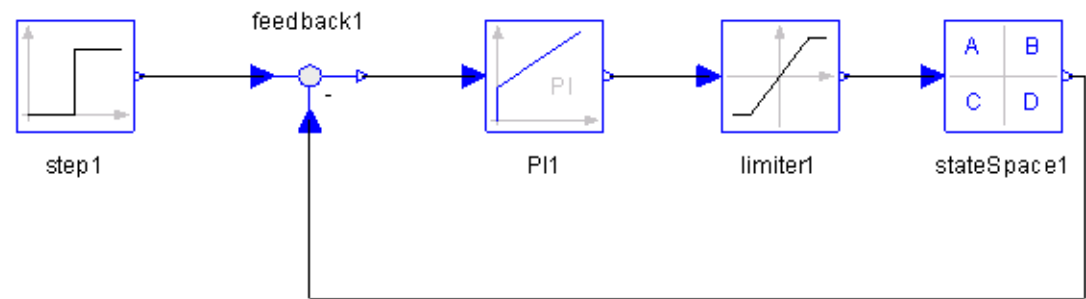 feedback1
-
PI
A B
C D
step1
PI1
limiter1
stateSpace1